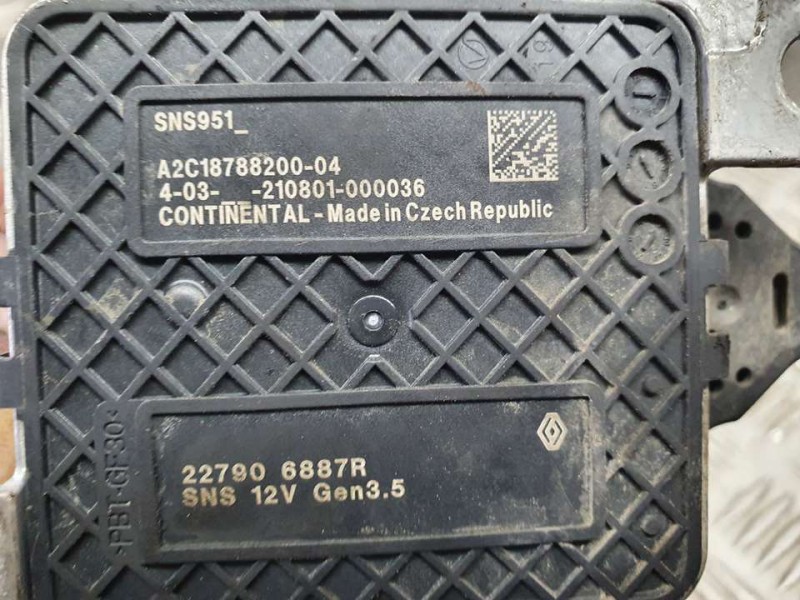 19
SNS951_
A2C18788200-04
4-03-_ _-210801-000036
CONTINENTAL - Made in Czech Republic
22790 6887R
SNS 12V Gen3.5
>PBT-GF30<